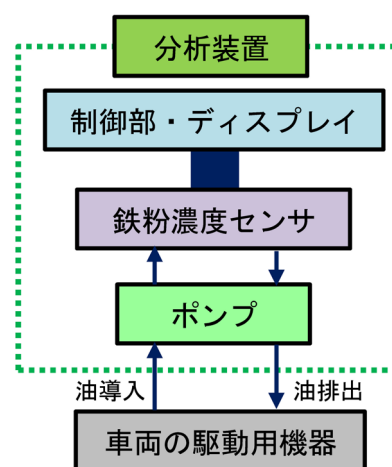 分析装置
制御部・ディスプレイ
鉄粉濃度センサ
ポンプ
油導入
油排出
車両の駆動用機器